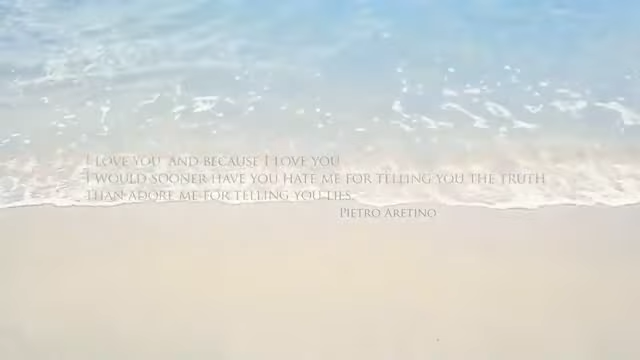 I LOVE YOU, AND BECAUSE I LOVE YOU
I WOULD SOONER HAVE YOU HATE ME FOR TELLING YOU THE TRUTH
THAN ADORE ME FOR TELLING YOU LIES.
PIETRO ARETINO